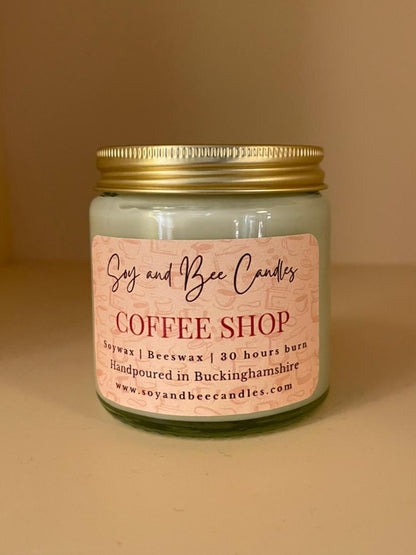 Soy and Bee Candles
COFFEE SHOP
Soywax | Beeswax | 30 hours burn
Handpoured in Buckinghamshire
www.soyandbeecandles.com